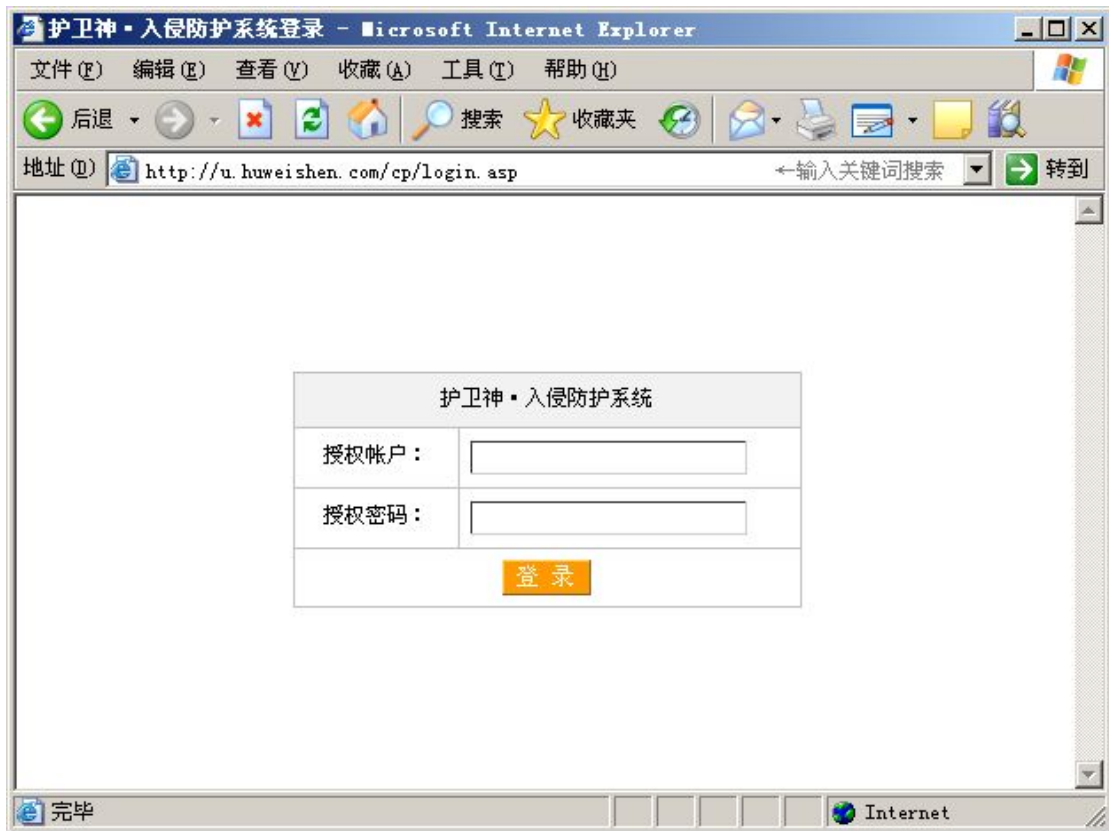 护卫神·入侵防护系统登录 - Microsoft Internet Explorer
文件(F) 编辑(E) 查看(V) 收藏(A) 工具(T) 帮助(H)
后退 搜索 收藏夹
地址(D) http://u.huweishen.com/cp/login.asp ←输入关键词搜索 转到
护卫神·入侵防护系统
授权帐户：
授权密码：
登 录
完毕 Internet